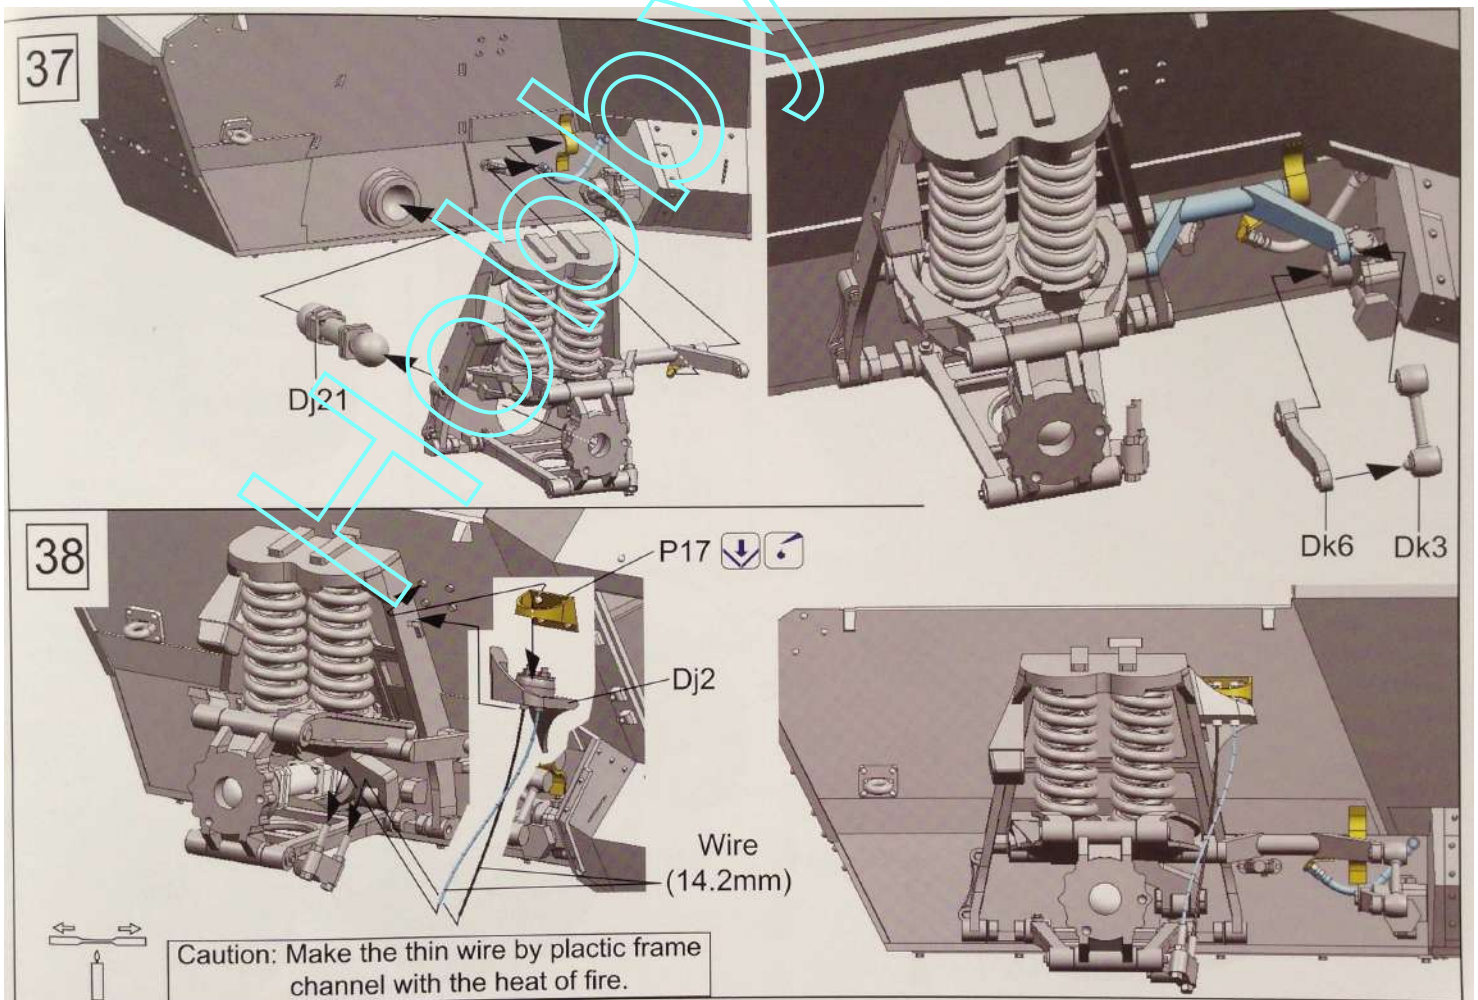 37
Dj21
Dk6 Dk3
38
P17
Dj2
Wire
(14.2mm)
Caution: Make the thin wire by plactic frame
channel with the heat of fire.
Hobby